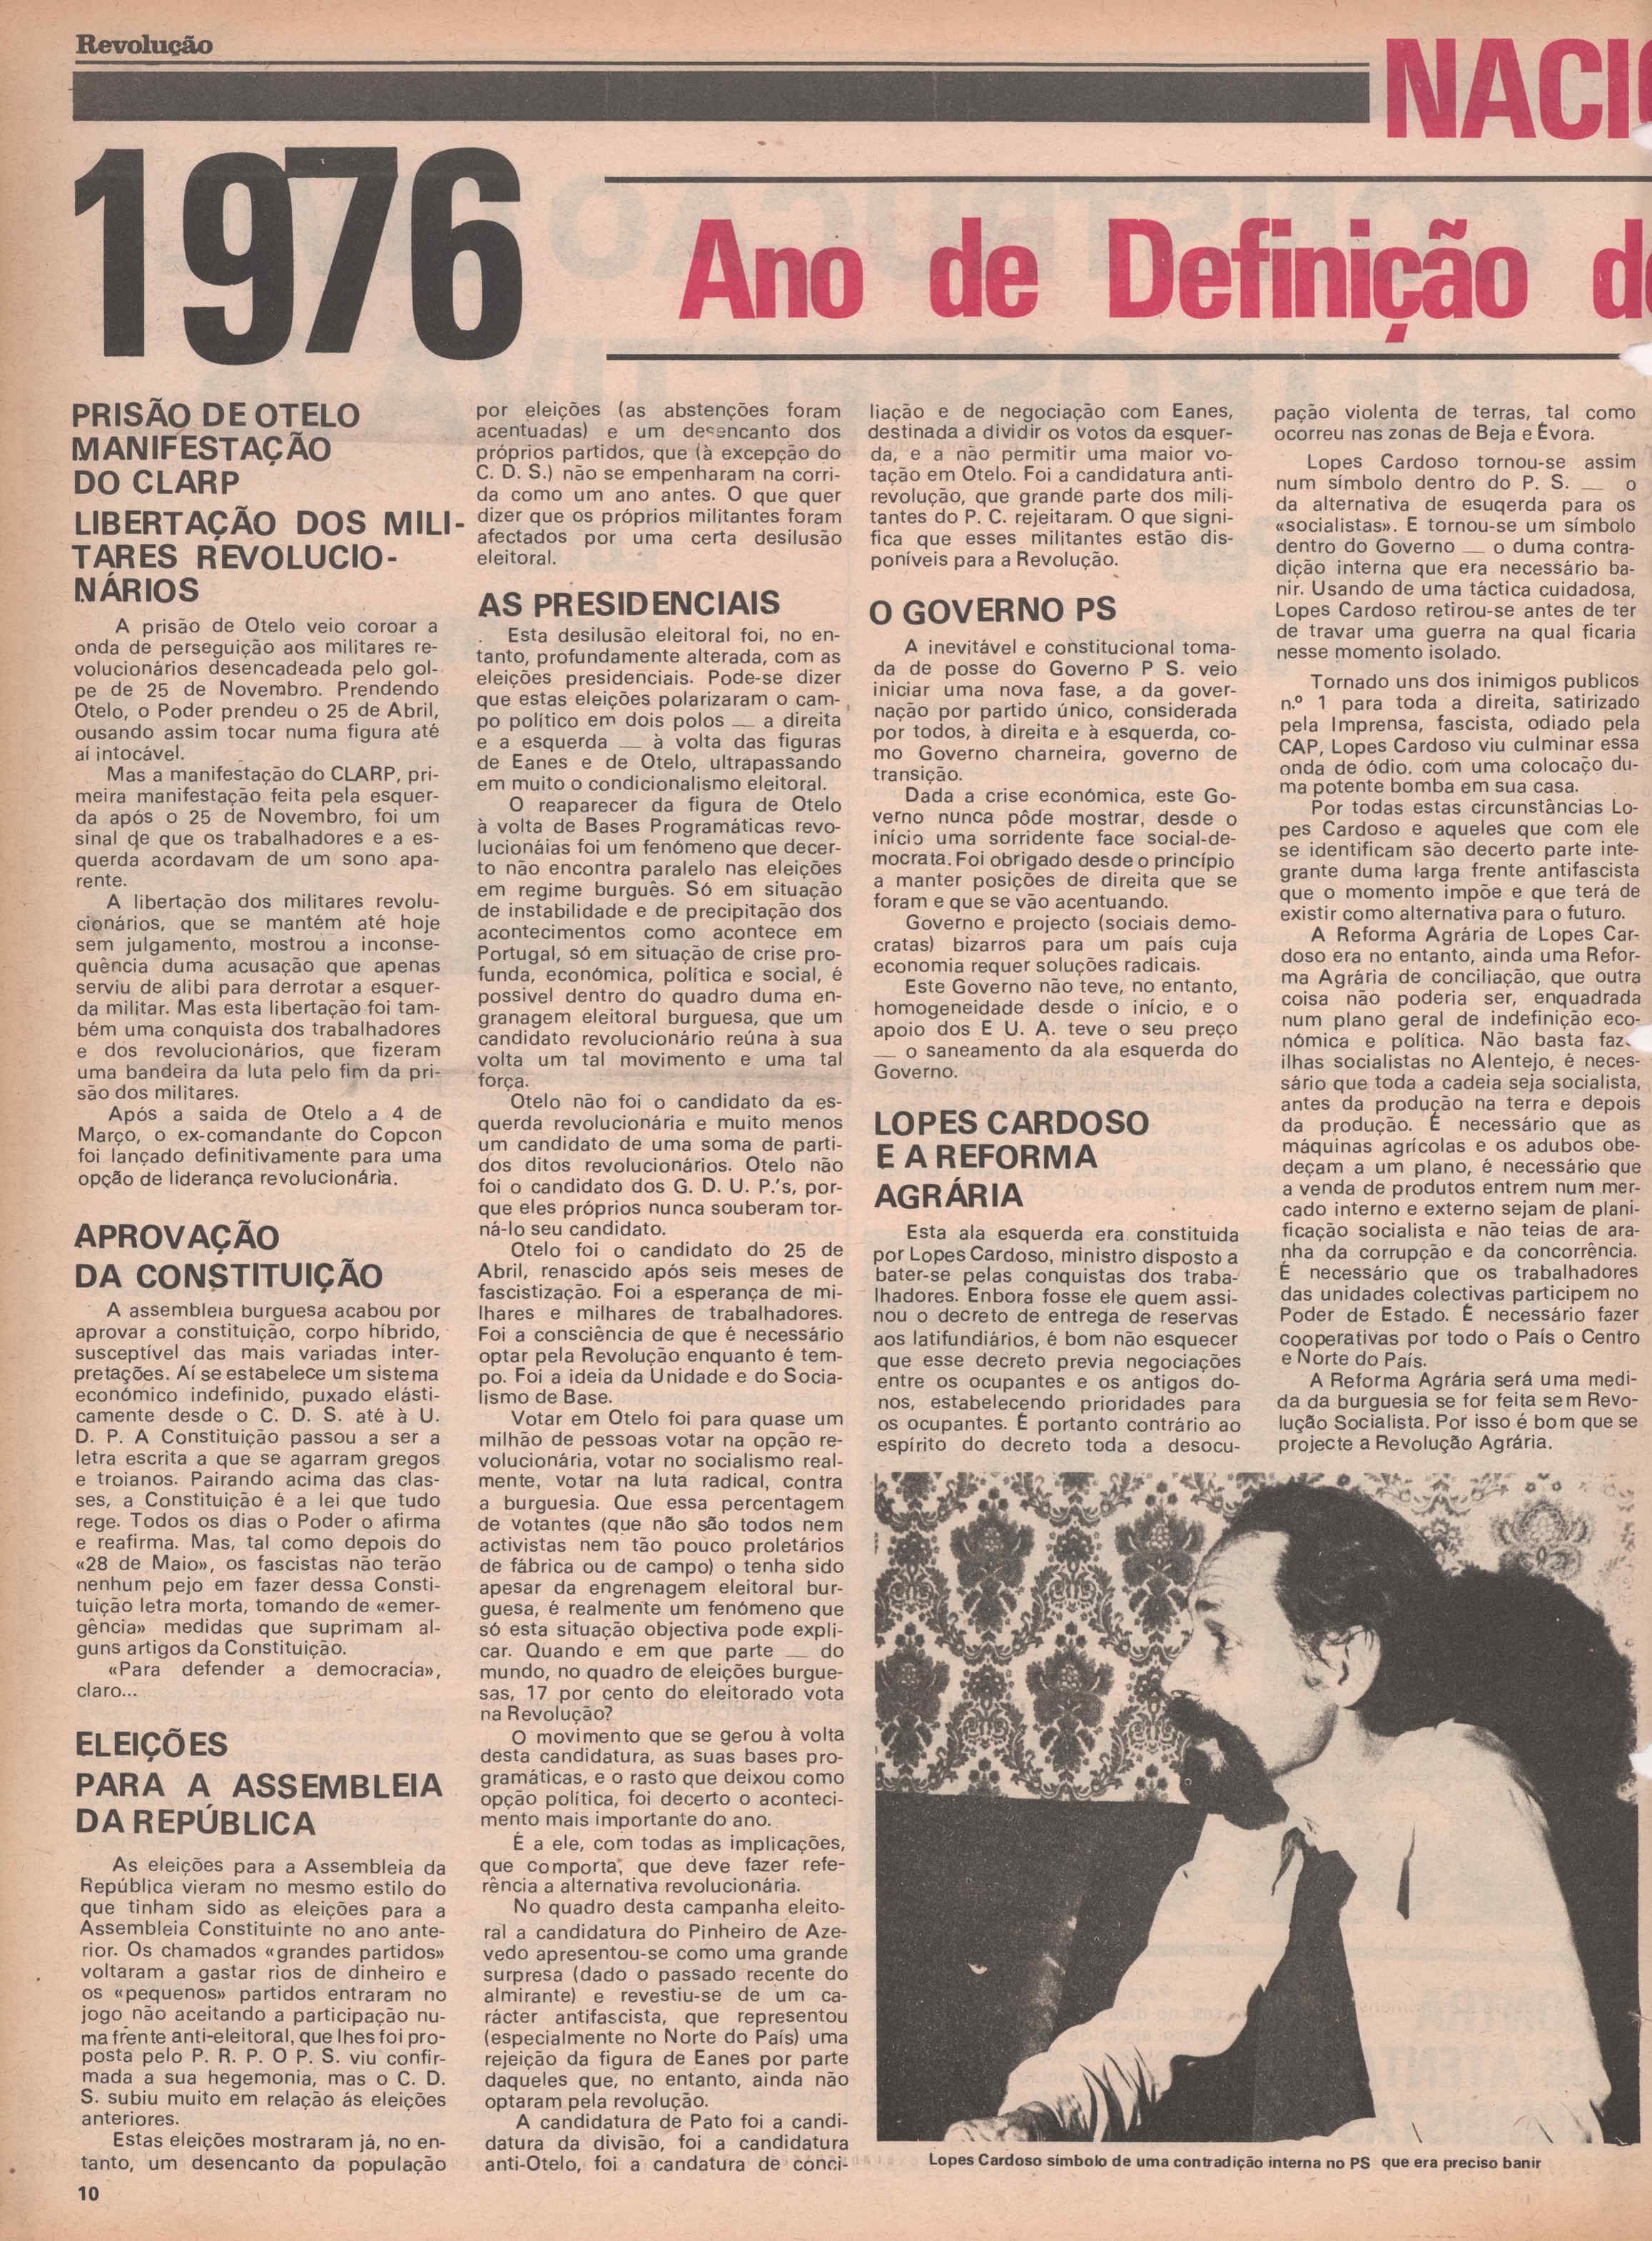 Revolução
NACI
1976
Ano de Definição d
PRISÃO DE OTELO
MANIFESTAÇÃO
DO CLARP
LIBERTAÇÃO DOS MILI-
TARES REVOLUCIO-
NÁRIOS
A prisão de Otelo veio coroar a
onda de perseguição aos militares re-
volucionários desencadeada pelo gol-
pe de 25 de Novembro. Prendendo
Otelo, o Poder prendeu o 25 de Abril,
ousando assim tocar numa figura até
aí intocável.
Mas a manifestação do CLARP, pri-
meira manifestação feita pela esquer-
da após o 25 de Novembro, foi um
sinal de que os trabalhadores e a es-
querda acordavam de um sono apa-
rente.
A libertação dos militares revolu-
cionários, que se mantém até hoje
sem julgamento, mostrou a inconse-
quência duma acusação que apenas
serviu de alibi para derrotar a esquer-
da militar. Mas esta libertação foi tam-
bém uma conquista dos trabalhadores
e dos revolucionários, que fizeram
uma bandeira da luta pelo fim da pri-
são dos militares.
Após a saida de Otelo a 4 de
Março, o ex-comandante do Copcon
foi lançado definitivamente para uma
opção de liderança revolucionária.
APROVAÇÃO
DA CONSTITUIÇÃO
A assembleia burguesa acabou por
aprovar a constituição, corpo híbrido,
susceptível das mais variadas inter-
pretações. Aí se estabelece um sistema
económico indefinido, puxado elásti-
camente desde o C. D. S. até à U.
D. P. A Constituição passou a ser a
letra escrita a que se agarram gregos
e troianos. Pairando acima das clas-
ses, a Constituição é a lei que tudo
rege. Todos os dias o Poder o afirma
e reafirma. Mas, tal como depois do
«28 de Maio», os fascistas não terão
nenhum pejo em fazer dessa Consti-
tuição letra morta, tomando de «emer-
gência» medidas que suprimam al-
guns artigos da Constituição.
«Para defender a democracia»,
claro...
ELEIÇÕES
PARA A ASSEMBLEIA
DA REPÚBLICA
As eleições para a Assembleia da
República vieram no mesmo estilo do
que tinham sido as eleições para a
Assembleia Constituinte no ano ante-
rior. Os chamados «grandes partidos»
voltaram a gastar rios de dinheiro e
os «pequenos» partidos entraram no
jogo não aceitando a participação nu-
ma frente anti-eleitoral, que lhes foi pro-
posta pelo P. R. P. O P. S. viu confir-
mada a sua hegemonia, mas o C. D.
S. subiu muito em relação ás eleições
anteriores.
Estas eleições mostraram já, no en-
tanto, um desencanto da população
por eleições (as abstenções foram
acentuadas) e um desencanto dos
próprios partidos, que (à excepção do
C. D. S.) não se empenharam na corri-
da como um ano antes. O que quer
dizer que os próprios militantes foram
afectados por uma certa desilusão
eleitoral.
AS PRESIDENCIAIS
Esta desilusão eleitoral foi, no en-
tanto, profundamente alterada, com as
eleições presidenciais. Pode-se dizer
que estas eleições polarizaram o cam-
po político em dois polos — a direita
e a esquerda — à volta das figuras
de Eanes e de Otelo, ultrapassando
em muito o condicionalismo eleitoral.
O reaparecer da figura de Otelo
à volta de Bases Programáticas revo-
lucionáias foi um fenómeno que decer-
to não encontra paralelo nas eleições
em regime burguês. Só em situação
de instabilidade e de precipitação dos
acontecimentos como acontece em
Portugal, só em situação de crise pro-
funda, económica, política e social, é
possivel dentro do quadro duma en-
granagem eleitoral burguesa, que um
candidato revolucionário reúna à sua
volta um tal movimento e uma tal
força.
Otelo não foi o candidato da es-
querda revolucionária e muito menos
um candidato de uma soma de parti-
dos ditos revolucionários. Otelo não
foi o candidato dos G. D. U. P.'s, por-
que eles próprios nunca souberam tor-
ná-lo seu candidato.
Otelo foi o candidato do 25 de
Abril, renascido após seis meses de
fascistização. Foi a esperança de mi-
lhares e milhares de trabalhadores.
Foi a consciência de que é necessário
optar pela Revolução enquanto é tem-
po. Foi a ideia da Unidade e do Socia-
lismo de Base.
Votar em Otelo foi para quase um
milhão de pessoas votar na opção re-
volucionária, votar no socialismo real-
mente, votar na luta radical, contra
a burguesia. Que essa percentagem
de votantes (que não são todos nem
activistas nem tão pouco proletários
de fábrica ou de campo) o tenha sido
apesar da engrenagem eleitoral bur-
guesa, é realmente um fenómeno que
só esta situação objectiva pode expli-
car. Quando e em que parte — do
mundo, no quadro de eleições burgue-
sas, 17 por cento do eleitorado vota
na Revolução?
O movimento que se gerou à volta
desta candidatura, as suas bases pro-
gramáticas, e o rasto que deixou como
opção política, foi decerto o aconteci-
mento mais importante do ano.
É a ele, com todas as implicações,
que comporta, que deve fazer refe-
rência a alternativa revolucionária.
No quadro desta campanha eleito-
ral a candidatura do Pinheiro de Aze-
vedo apresentou-se como uma grande
surpresa (dado o passado recente do
almirante) e revestiu-se de um ca-
rácter antifascista, que representou
(especialmente no Norte do País) uma
rejeição da figura de Eanes por parte
daqueles que, no entanto, ainda não
optaram pela revolução.
A candidatura de Pato foi a candi-
datura da divisão, foi a candidatura
anti-Otelo, foi a candatura de conci-
liação e de negociação com Eanes,
destinada a dividir os votos da esquer-
da, e a não permitir uma maior vo-
tação em Otelo. Foi a candidatura anti-
revolução, que grande parte dos mili-
tantes do P. C. rejeitaram. O que signi-
fica que esses militantes estão dis-
poníveis para a Revolução.
O GOVERNO PS
A inevitável e constitucional toma-
da de posse do Governo P S. veio
iniciar uma nova fase, a da gover-
nação por partido único, considerada
por todos, à direita e à esquerda, co-
mo Governo charneira, governo de
transição.
Dada a crise económica, este Go-
verno nunca pôde mostrar, desde o
início uma sorridente face social-de-
mocrata. Foi obrigado desde o princípio
a manter posições de direita que se
foram e que se vão acentuando.
Governo e projecto (sociais demo-
cratas) bizarros para um país cuja
economia requer soluções radicais.
Este Governo não teve, no entanto,
homogeneidade desde o início, e o
apoio dos E U. A. teve o seu preço
— o saneamento da ala esquerda do
Governo.
LOPES CARDOSO
E A REFORMA
AGRÁRIA
Esta ala esquerda era constituida
por Lopes Cardoso, ministro disposto a
bater-se pelas conquistas dos traba-
lhadores. Enbora fosse ele quem assi-
nou o decreto de entrega de reservas
aos latifundiários, é bom não esquecer
que esse decreto previa negociações
entre os ocupantes e os antigos do-
nos, estabelecendo prioridades para
os ocupantes. É portanto contrário ao
espírito do decreto toda a desocu-
pação violenta de terras, tal como
ocorreu nas zonas de Beja e Évora.
Lopes Cardoso tornou-se assim
num símbolo dentro do P. S. — o
da alternativa de esuqerda para os
«socialistas». E tornou-se um símbolo
dentro do Governo — o duma contra-
dição interna que era necessário ba-
nir. Usando de uma táctica cuidadosa,
Lopes Cardoso retirou-se antes de ter
de travar uma guerra na qual ficaria
nesse momento isolado.
Tornado uns dos inimigos publicos
n.º 1 para toda a direita, satirizado
pela Imprensa, fascista, odiado pela
CAP, Lopes Cardoso viu culminar essa
onda de ódio. com uma colocaço du-
ma potente bomba em sua casa.
Por todas estas circunstâncias Lo-
pes Cardoso e aqueles que com ele
se identificam são decerto parte inte-
grante duma larga frente antifascista
que o momento impõe e que terá de
existir como alternativa para o futuro.
A Reforma Agrária de Lopes Car-
doso era no entanto, ainda uma Refor-
ma Agrária de conciliação, que outra
coisa não poderia ser, enquadrada
num plano geral de indefinição eco-
nómica e política. Não basta faz
ilhas socialistas no Alentejo, é neces-
sário que toda a cadeia seja socialista,
antes da produção na terra e depois
da produção. É necessário que as
máquinas agrícolas e os adubos obe-
deçam a um plano, é necessário que
a venda de produtos entrem num mer-
cado interno e externo sejam de plani-
ficação socialista e não teias de ara-
nha da corrupção e da concorrência.
É necessário que os trabalhadores
das unidades colectivas participem no
Poder de Estado. É necessário fazer
cooperativas por todo o País o Centro
e Norte do País.
A Reforma Agrária será uma medi-
da da burguesia se for feita sem Revo-
lução Socialista. Por isso é bom que se
projecte a Revolução Agrária.
Lopes Cardoso símbolo de uma contradição interna no PS que era preciso banir
10